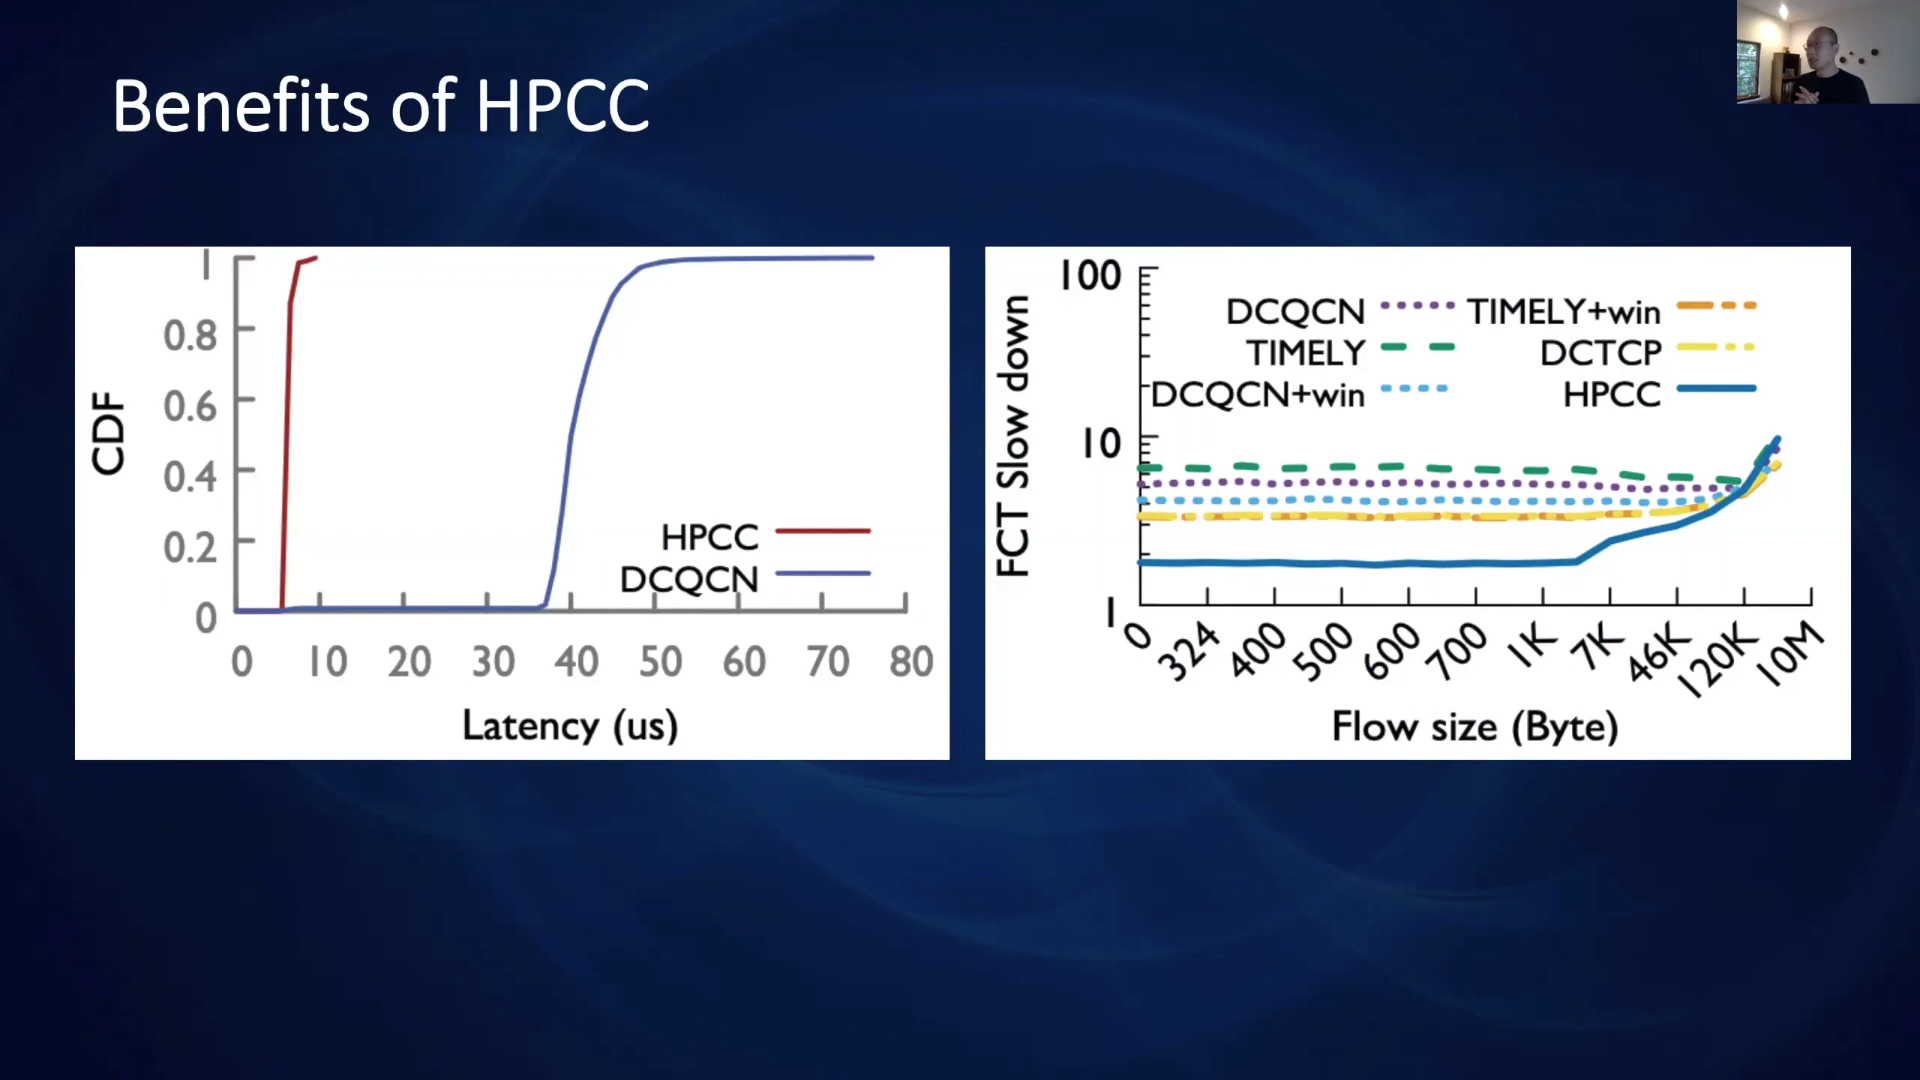 Benefits of HPCC
CDF
1
0.8
0.6
0.4
0.2
0
HPCC
DCQCN
0 10 20 30 40 50 60 70 80
Latency (us)
FCT Slow down
100
10
1
DCQCN
TIMELY
DCQCN+win
TIMELY+win
DCTCP
HPCC
0 324 400 500 600 700 1K 7K 46K 120K 10M
Flow size (Byte)